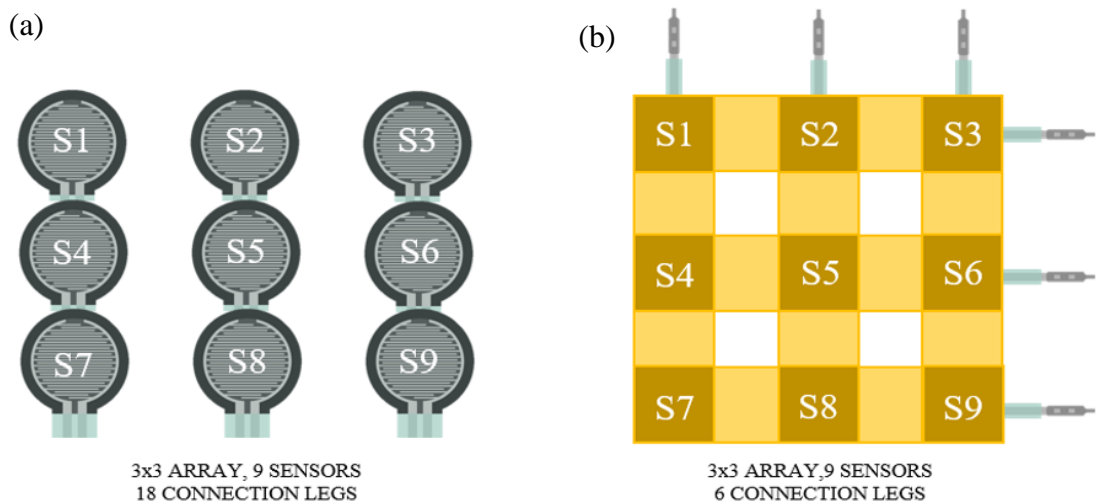 (a)
S1 S2 S3
S4 S5 S6
S7 S8 S9
3x3 ARRAY, 9 SENSORS
18 CONNECTION LEGS
(b)
S1 S2 S3
S4 S5 S6
S7 S8 S9
3x3 ARRAY,9 SENSORS
6 CONNECTION LEGS